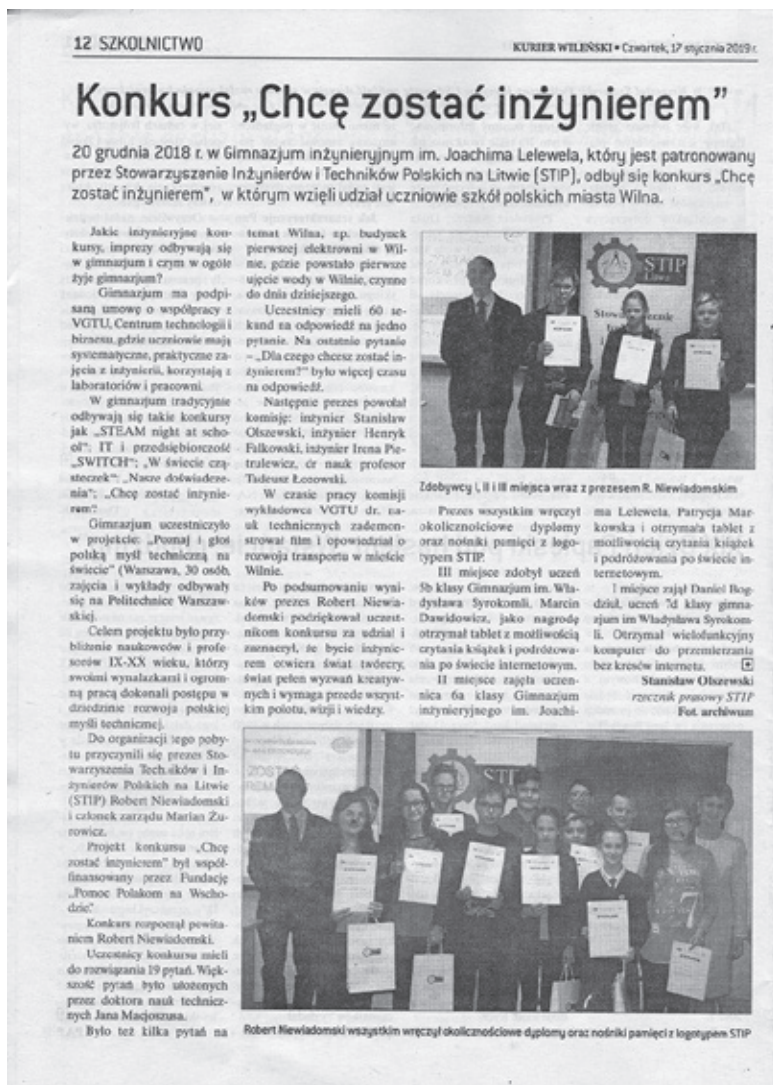 12 SZKOLNICTWO
KURIER WILEŃSKI • Czwartek, 17 stycznia 2019 r.
Konkurs „Chcę zostać inżynierem”
20 grudnia 2018 r. w Gimnazjum inżynieryjnym im. Joachima Lelewela, który jest patronowany
przez Stowarzyszenie Inżynierów i Techników Polskich na Litwie (STIP), odbył się konkurs „Chcę
zostać inżynierem”, w którym wzięli udział uczniowie szkół polskich miasta Wilna.
Jakie inżynieryjne kon-
kursy, imprezy odbywają się
w gimnazjum i czym w ogóle
żyje gimnazjum?
Gimnazjum ma podpi-
saną umowę o współpracy z
VGTU, Centrum technologii i
biznesu, gdzie uczniowie mają
systematyczne, praktyczne za-
jęcia z inżynierii, korzystają z
laboratoriów i pracowni.
W gimnazjum tradycyjnie
odbywają się takie konkursy
jak „STEAM night at scho-
ol”; IT i przedsiębiorczość
„SWITCH”; „W świecie czą-
steczek”; „Nasze doświadcze-
nia”; „Chcę zostać inżynie-
rem”?
Gimnazjum uczestniczyło
w projekcie: „Poznaj i głoś
polską myśl techniczną na
świecie” (Warszawa, 30 osób,
zajęcia i wykłady odbywały
się na Politechnice Warszaw-
skiej.
Celem projektu było przy-
bliżenie naukowców i profe-
sorów IX-XX wieku, którzy
swoimi wynalazkami i ogrom-
ną pracą dokonali postępu w
dziedzinie rozwoju polskiej
myśli technicznej.
Do organizacji tego poby-
tu przyczynili się prezes Sto-
warzyszenia Techników i In-
żynierów Polskich na Litwie
(STIP) Robert Niewiadomski
i członek zarządu Marian Żu-
rowicz.
Projekt konkursu „Chcę
zostać inżynierem” był współ-
finansowany przez Fundację
„Pomoc Polakom na Wscho-
dzie.”
Konkurs rozpoczął powita-
niem Robert Niewiadomski.
Uczestnicy konkursu mieli
do rozwiązania 19 pytań. Więk-
szość pytań było ułożonych
przez doktora nauk technicz-
nych Jana Macjoszusa.
Było też kilka pytań na
temat Wilna, np. budynek
pierwszej elektrowni w Wil-
nie, gdzie powstało pierwsze
ujęcie wody w Wilnie, czynne
do dnia dzisiejszego.
Uczestnicy mieli 60 se-
kund na odpowiedź na jedno
pytanie. Na ostatnie pytanie
– „Dla czego chcesz zostać in-
żynierem?” było więcej czasu
na odpowiedź.
Następnie prezes powołał
komisję: inżynier Stanisław
Olszewski, inżynier Henryk
Falkowski, inżynier Irena Pie-
trulewicz, dr nauk profesor
Tadeusz Łozowski.
W czasie pracy komisji
wykładowca VGTU dr. na-
uk technicznych zademon-
strował film i opowiedział o
rozwoju transportu w mieście
Wilnie.
Po podsumowaniu wyni-
ków prezes Robert Niewia-
domski podziękował uczest-
nikom konkursu za udział i
zaznaczył, że bycie inżynie-
rem otwiera świat twórczy,
świat pełen wyzwań kreatyw-
nych i wymaga przede wszyst-
kim polotu, wizji i wiedzy.
STIP
Zdobywcy I, II i III miejsca wraz z prezesem R. Niewiadomskim
Prezes wszystkim wręczył
okolicznościowe dyplomy
oraz nośniki pamięci z logo-
typem STIP.
III miejsce zdobył uczeń
5b klasy Gimnazjum im. Wła-
dysława Syrokomli, Marcin
Dawidowicz, jako nagrodę
otrzymał tablet z możliwością
czytania książek i podróżowa-
nia po świecie internetowym.
II miejsce zajęła uczen-
nica 6a klasy Gimnazjum
inżynieryjnego im. Joachi-
ma Lelewela, Patrycja Mar-
kowska i otrzymała tablet z
możliwością czytania książek
i podróżowania po świecie in-
ternetowym.
I miejsce zajął Daniel Bog-
dziul, uczeń 7d klasy gimna-
zjum im Władysława Syrokom-
li. Otrzymał wielofunkcyjny
komputer do przemierzania
bez kresów interneta.
Stanisław Olszewski
rzecznik prasowy STIP
Fot. archiwum
STIP
Robert Niewiadomski wszystkim wręczył okolicznościowe dyplomy oraz nośniki pamięci z logotypem STIP